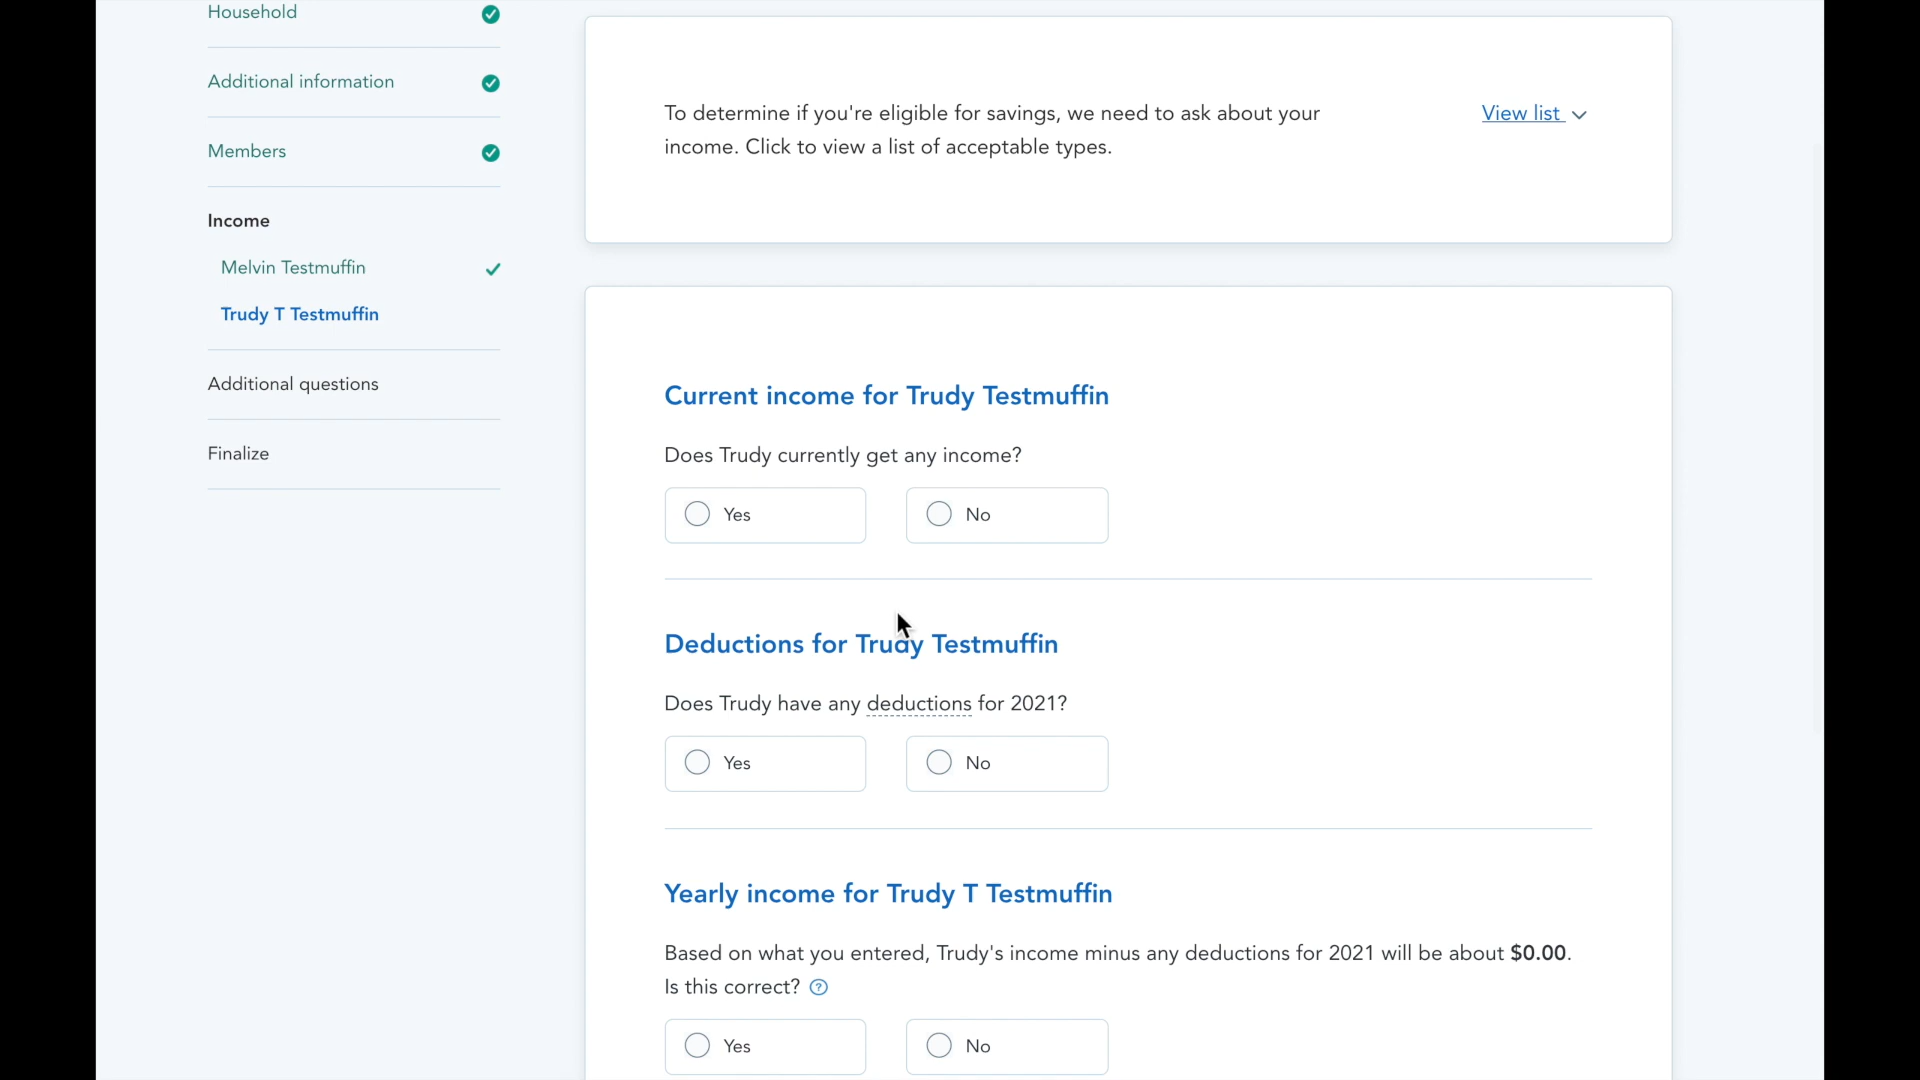 Household
Additional information
Members
Income
Melvin Testmuffin
Trudy T Testmuffin
Additional questions
Finalize
To determine if you're eligible for savings, we need to ask about your
income. Click to view a list of acceptable types.
View list
Current income for Trudy Testmuffin
Does Trudy currently get any income?
Yes
No
Deductions for Trudy Testmuffin
Does Trudy have any deductions for 2021?
Yes
No
Yearly income for Trudy T Testmuffin
Based on what you entered, Trudy's income minus any deductions for 2021 will be about $0.00.
Is this correct? ?
Yes
No